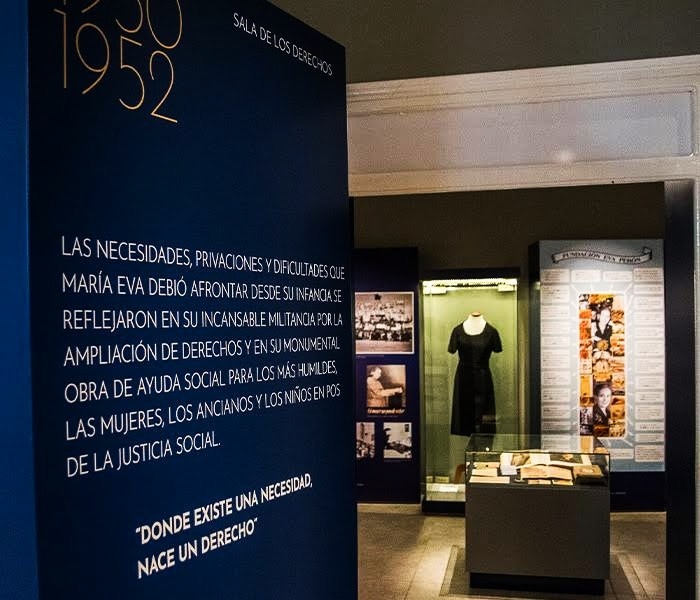 1950
1952
SALA DE LOS DERECHOS
LAS NECESIDADES, PRIVACIONES Y DIFICULTADES QUE
MARÍA EVA DEBIÓ AFRONTAR DESDE SU INFANCIA SE
REFLEJARON EN SU INCANSABLE MILITANCIA POR LA
AMPLIACIÓN DE DERECHOS Y EN SU MONUMENTAL
OBRA DE AYUDA SOCIAL PARA LOS MÁS HUMILDES,
LAS MUJERES, LOS ANCIANOS Y LOS NIÑOS EN POS
DE LA JUSTICIA SOCIAL.
"DONDE EXISTE UNA NECESIDAD,
NACE UN DERECHO"
FUNDACIÓN EVA PERÓN